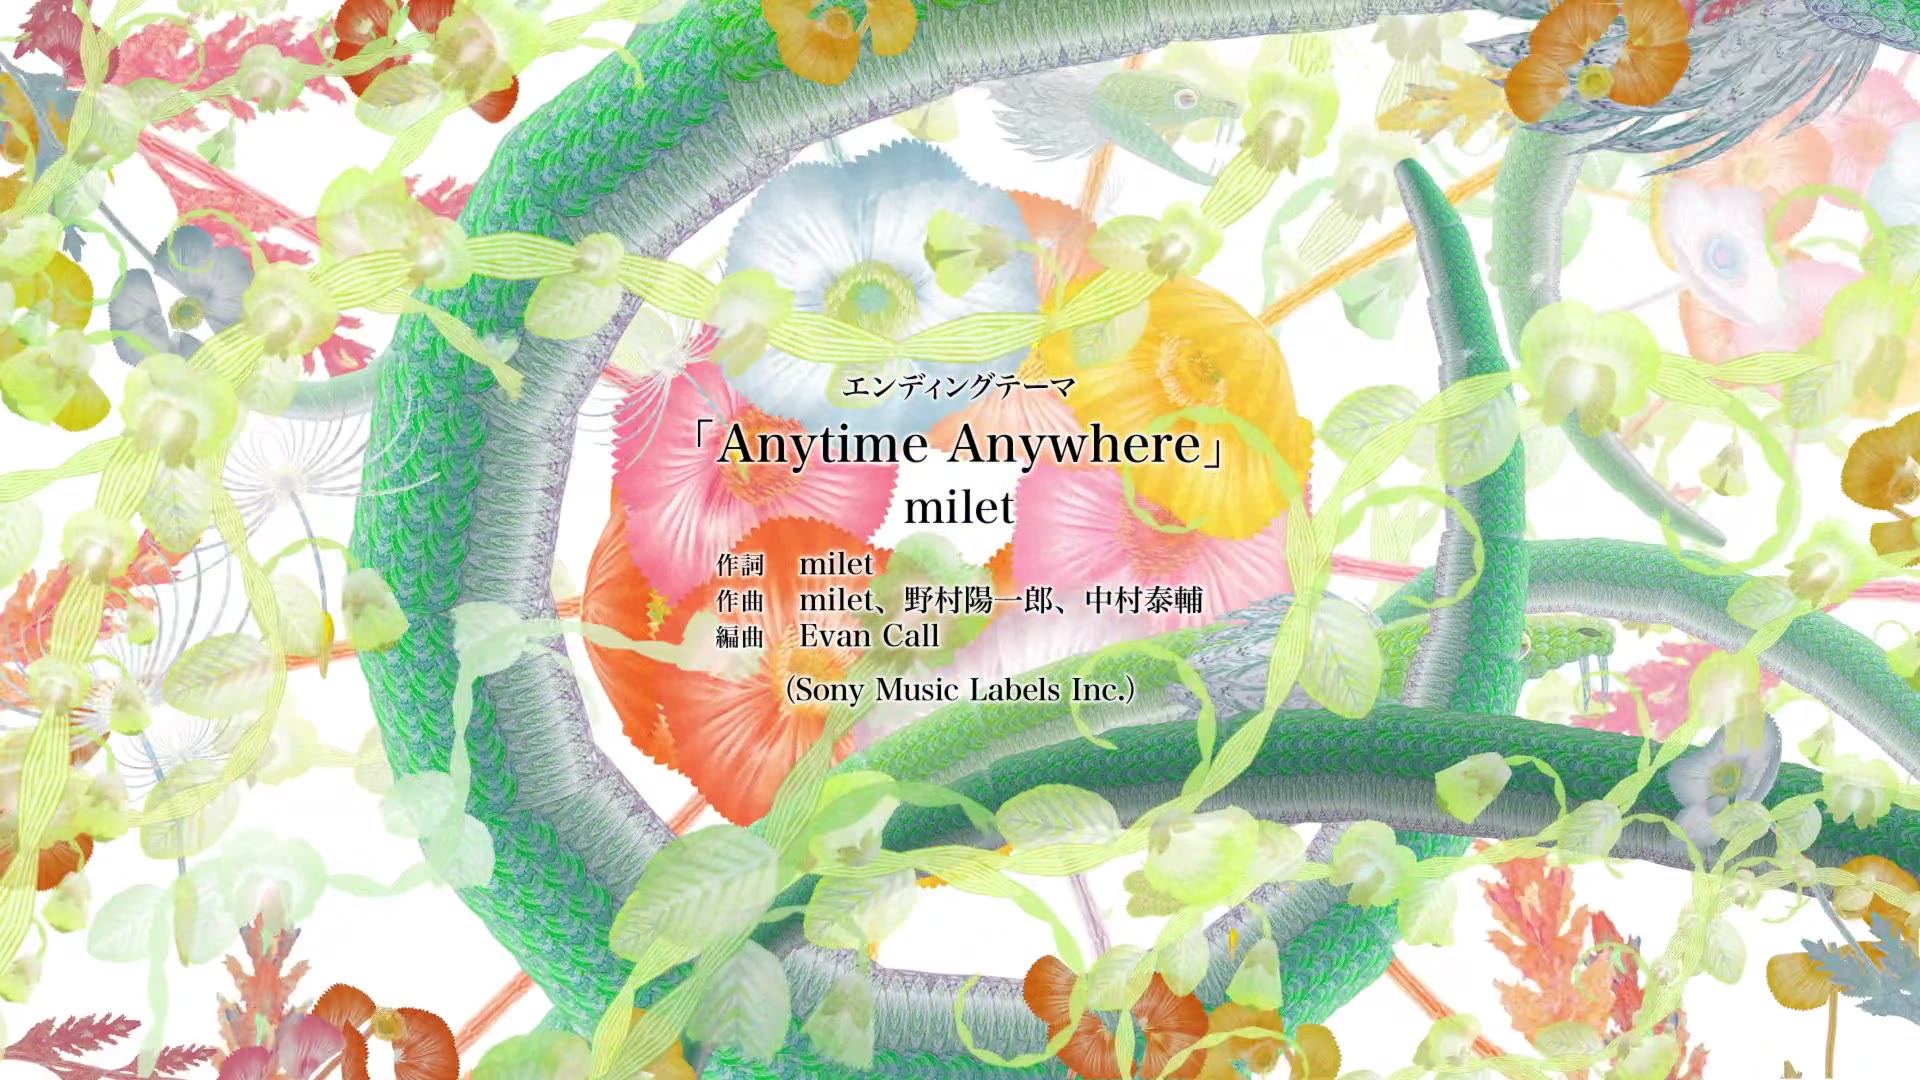 エンディングテーマ
「Anytime Anywhere」
milet
作詞 milet
作曲 milet、野村陽一郎、中村泰輔
編曲 Evan Call
(Sony Music Labels Inc.)